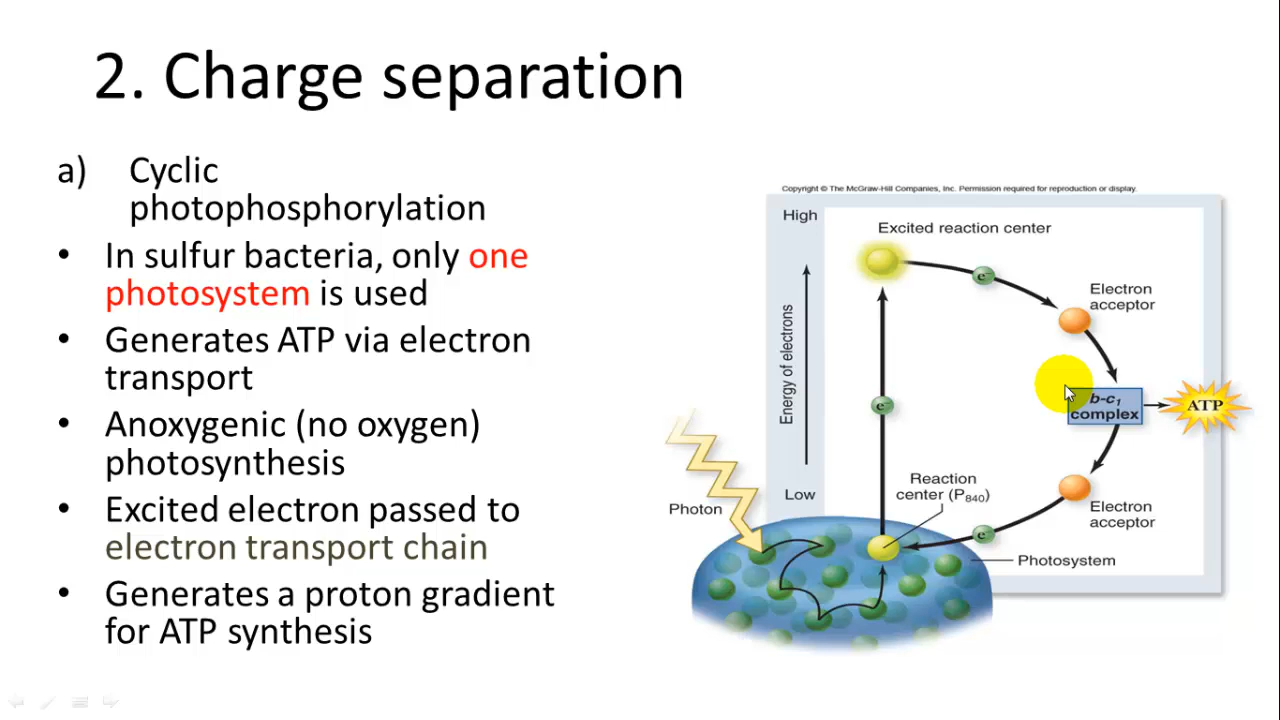 2. Charge separation
a) Cyclic
photophosphorylation
• In sulfur bacteria, only one
photosystem is used
• Generates ATP via electron
transport
• Anoxygenic (no oxygen)
photosynthesis
• Excited electron passed to
electron transport chain
• Generates a proton gradient
for ATP synthesis
Copyright © The McGraw-Hill Companies, Inc. Permission required for reproduction or display.
High
Excited reaction center
e⁻
Electron
acceptor
Energy of electrons
e⁻
b-c₁
complex
ATP
Low
Reaction
center (P₈₄₀)
Photon
Electron
acceptor
e⁻
Photosystem